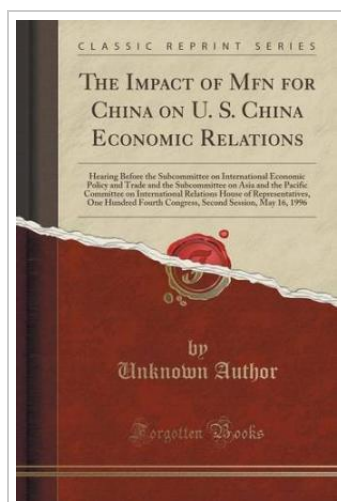 CLASSIC REPRINT SERIES
THE IMPACT OF MFN FOR
CHINA ON U. S. CHINA
ECONOMIC RELATIONS
Hearing Before the Subcommittee on International Economic
Policy and Trade and the Subcommittee on Asia and the Pacific
Committee on International Relations House of Representatives,
One Hundred Fourth Congress, Second Session, May 16, 1996
by
Unknown Author
Forgotten Books